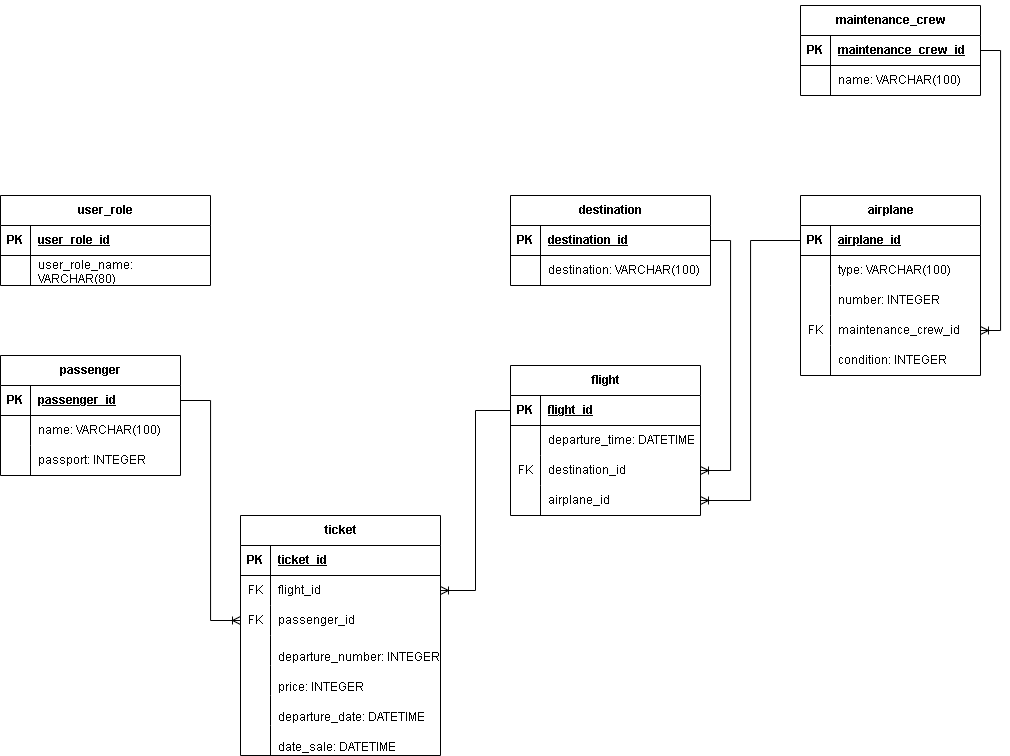 maintenance_crew
PK maintenance_crew_id
name: VARCHAR(100)
user_role
PK user_role_id
user_role_name:
VARCHAR(80)
destination
PK destination_id
destination: VARCHAR(100)
airplane
PK airplane_id
type: VARCHAR(100)
number: INTEGER
FK maintenance_crew_id
condition: INTEGER
passenger
PK passenger_id
name: VARCHAR(100)
passport: INTEGER
flight
PK flight_id
departure_time: DATETIME
FK destination_id
airplane_id
ticket
PK ticket_id
FK flight_id
FK passenger_id
departure_number: INTEGER
price: INTEGER
departure_date: DATETIME
date_sale: DATETIME